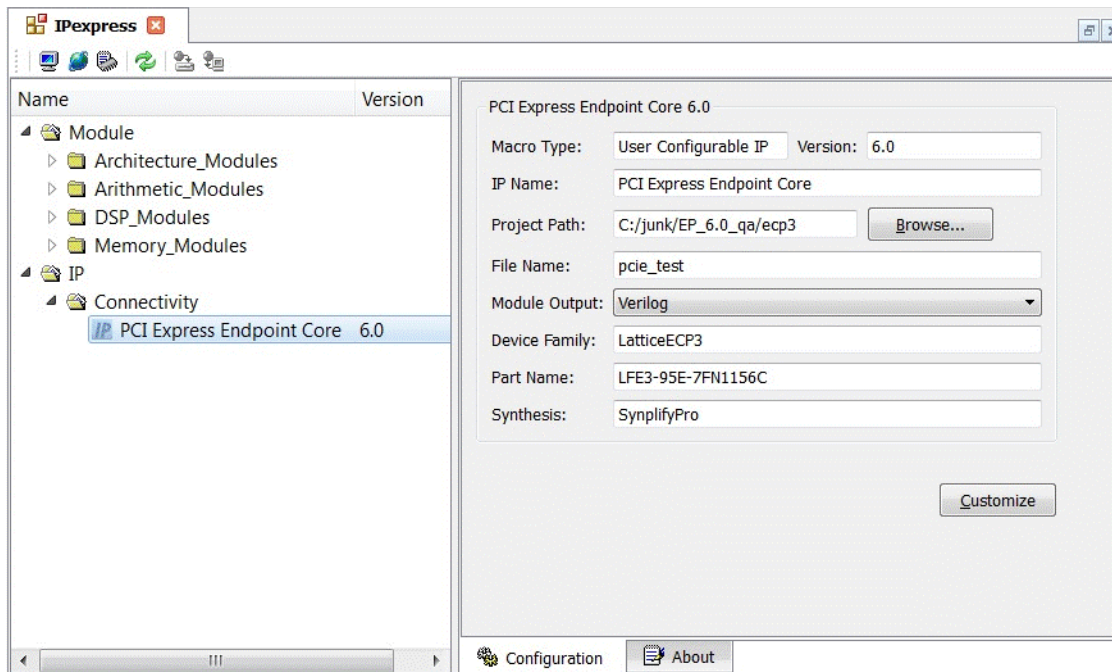 IPexpress
Name Version
Module
Architecture_Modules
Arithmetic_Modules
DSP_Modules
Memory_Modules
IP
Connectivity
IP PCI Express Endpoint Core 6.0
PCI Express Endpoint Core 6.0
Macro Type: User Configurable IP Version: 6.0
IP Name: PCI Express Endpoint Core
Project Path: C:/junk/EP_6.0_qa/ecp3 Browse...
File Name: pcie_test
Module Output: Verilog
Device Family: LatticeECP3
Part Name: LFE3-95E-7FN1156C
Synthesis: SynplifyPro
Customize
Configuration About